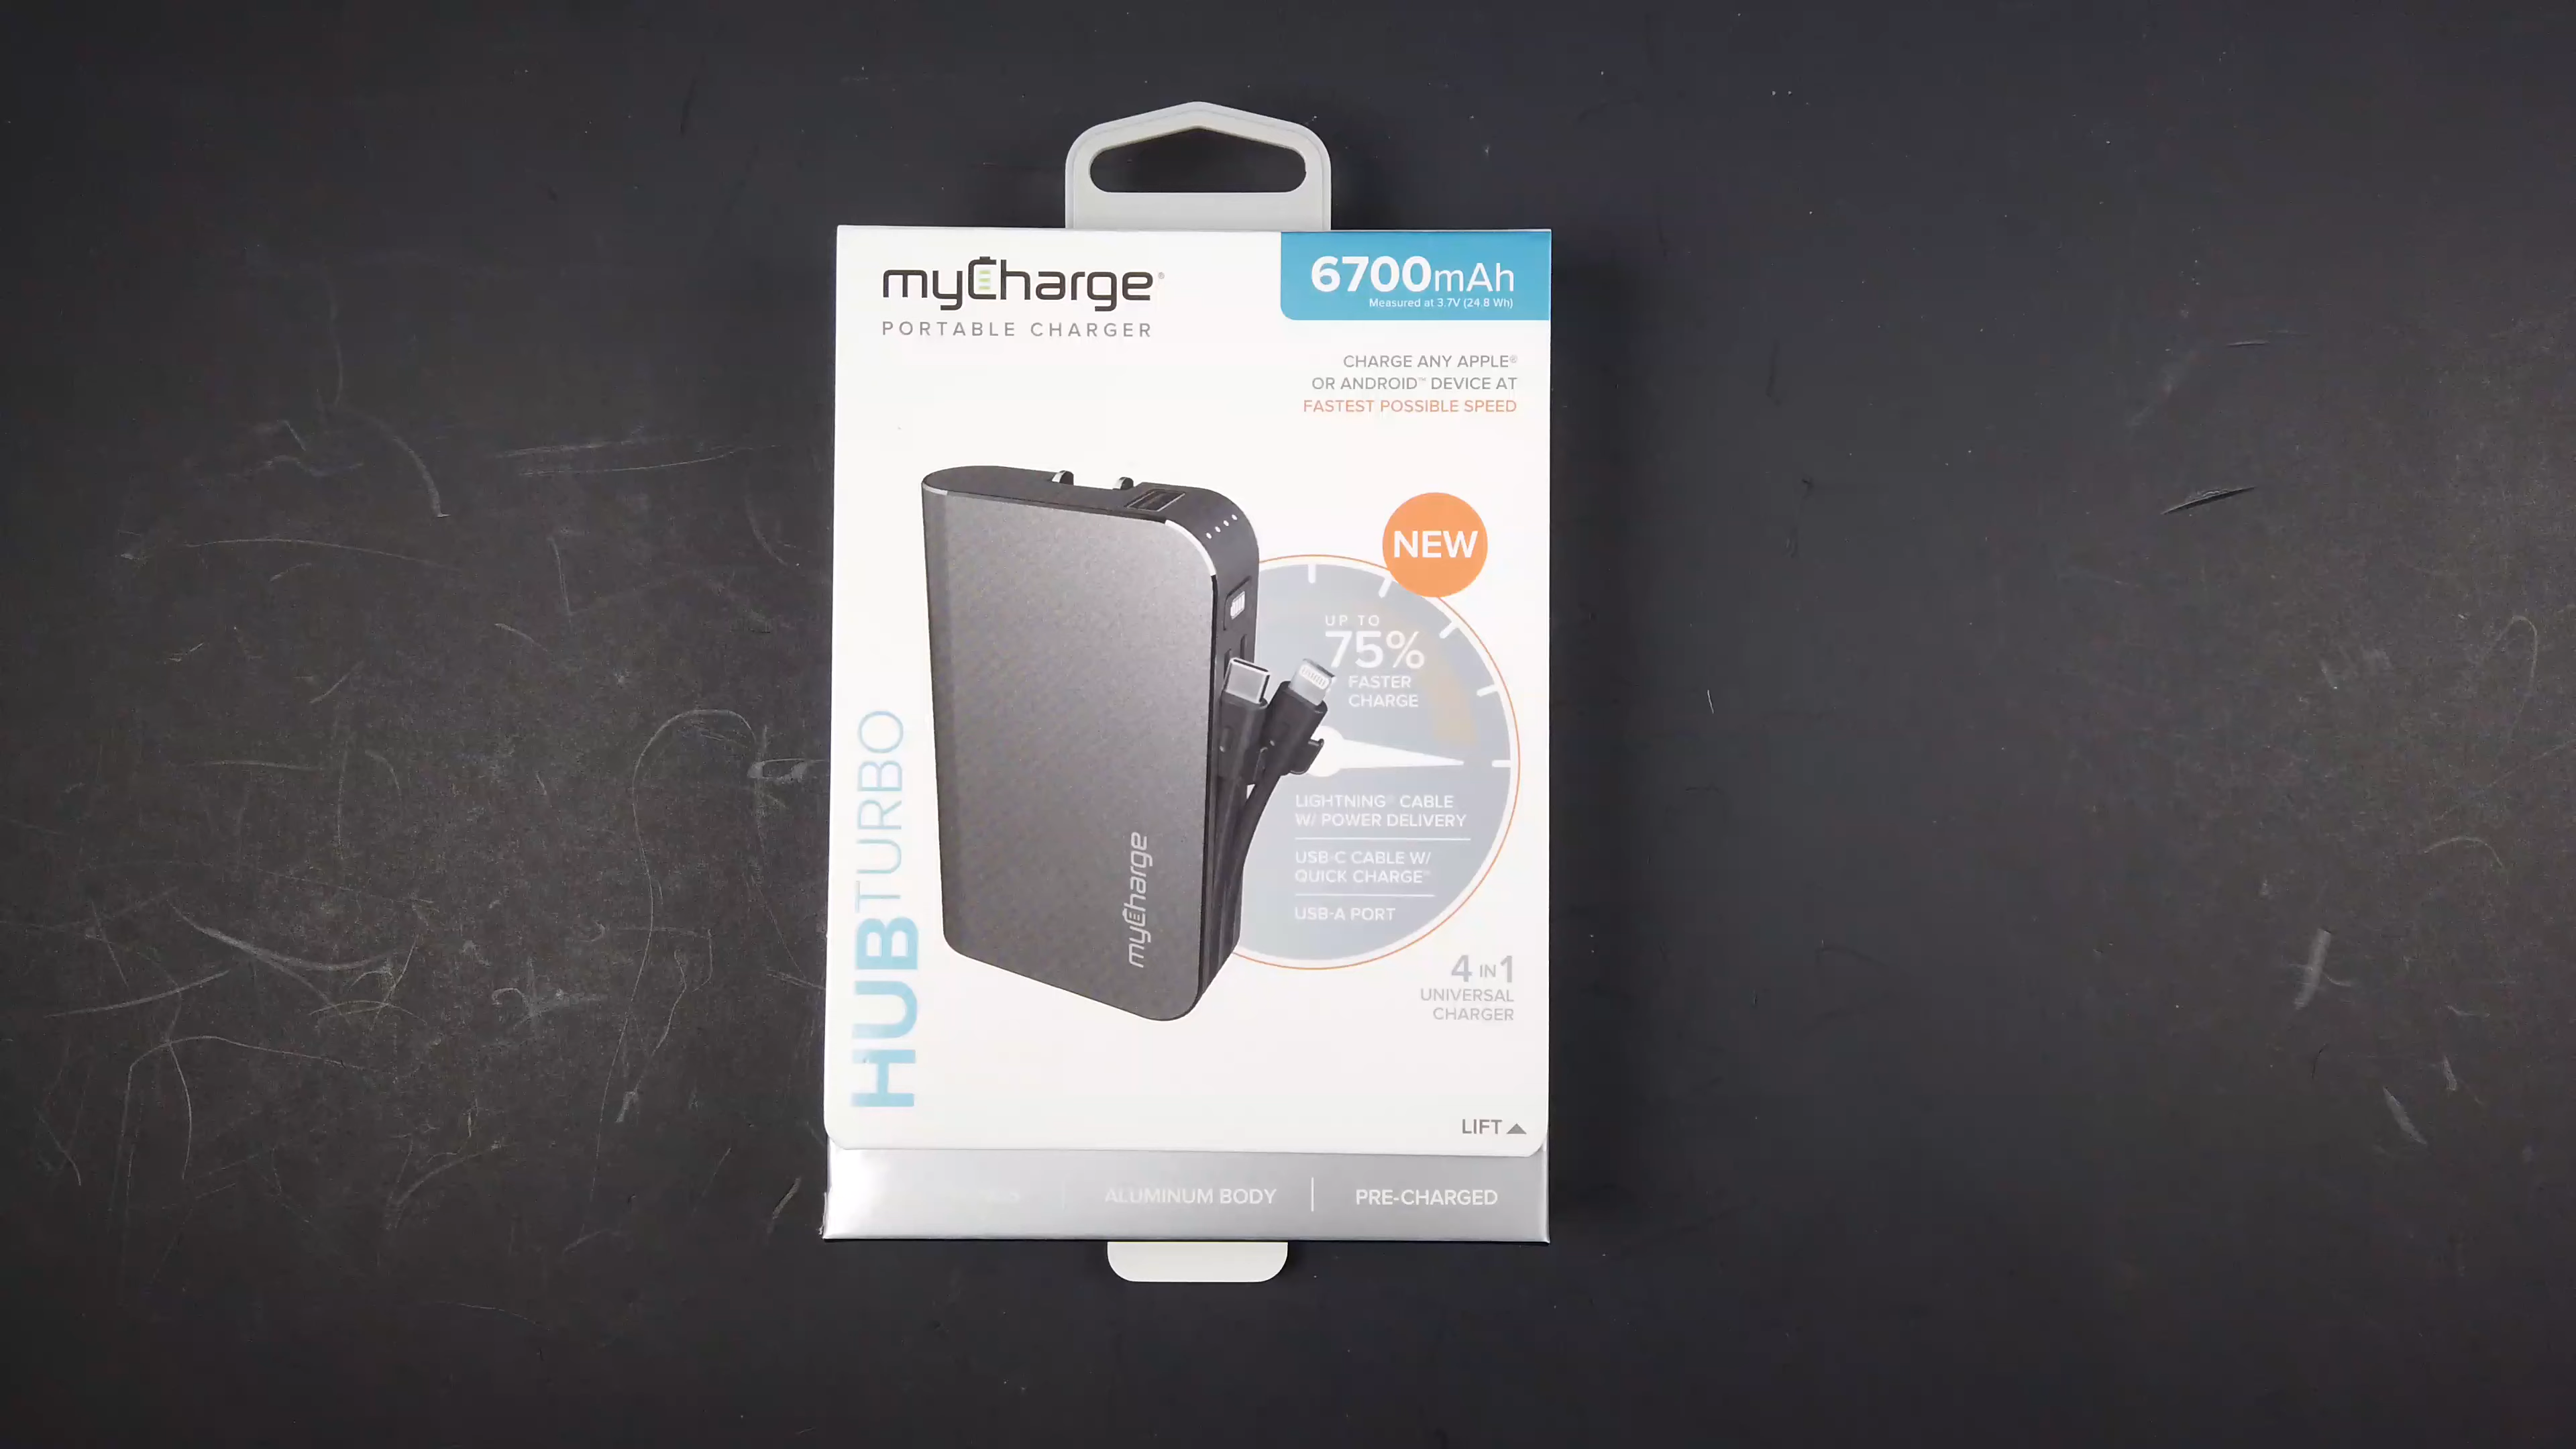 myCharge®
PORTABLE CHARGER
6700mAh
Measured at 3.7V (24.8 Wh)
CHARGE ANY APPLE®
OR ANDROID™ DEVICE AT
FASTEST POSSIBLE SPEED
NEW
UP TO
75%
FASTER
CHARGE
LIGHTNING® CABLE
W/ POWER DELIVERY
USB-C CABLE W/
QUICK CHARGE™
USB-A PORT
myCharge
HUBTURBO
4 IN 1
UNIVERSAL
CHARGER
LIFT
ALUMINUM BODY
PRE-CHARGED